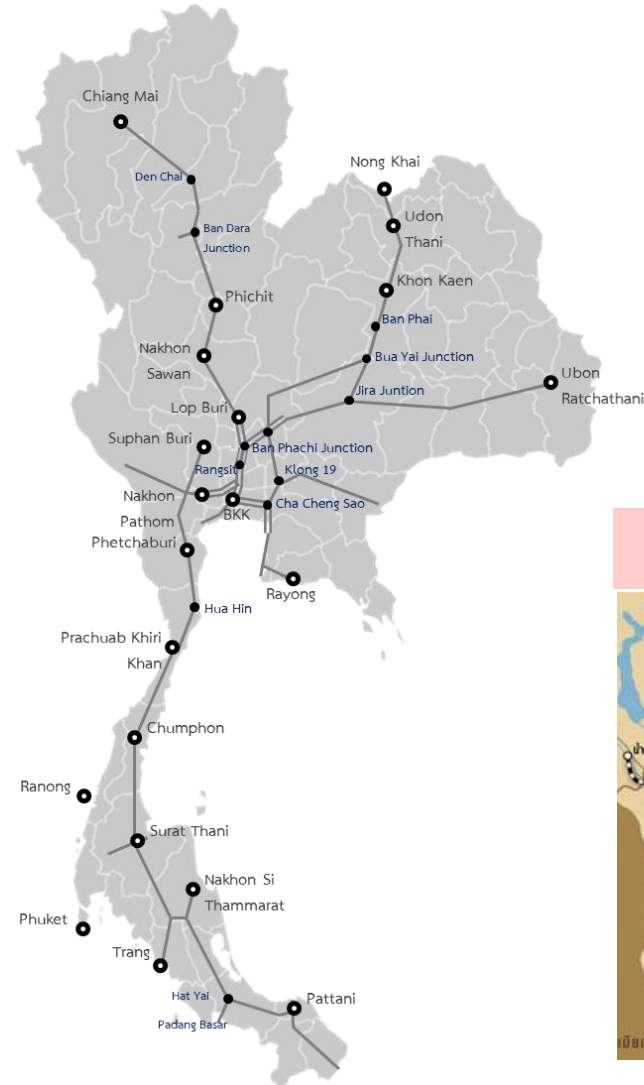 Chiang Mai
Nong Khai
Den Chai
Udon
Thani
Ban Dara
Junction
Khon Kaen
Phichit
Ban Phai
Nakhon
Sawan
Bua Yai Junction
Ubon
Ratchathani
Jira Juntion
Lop Buri
Suphan Buri
Ban Phachi Junction
Rangsit
Klong 19
Nakhon
Pathom
BKK
Cha Cheng Sao
Phetchaburi
Rayong
Hua Hin
Prachuab Khiri
Khan
Chumphon
Ranong
Surat Thani
Nakhon Si
Thammarat
Phuket
Trang
Hat Yai
Pattani
Padang Basar